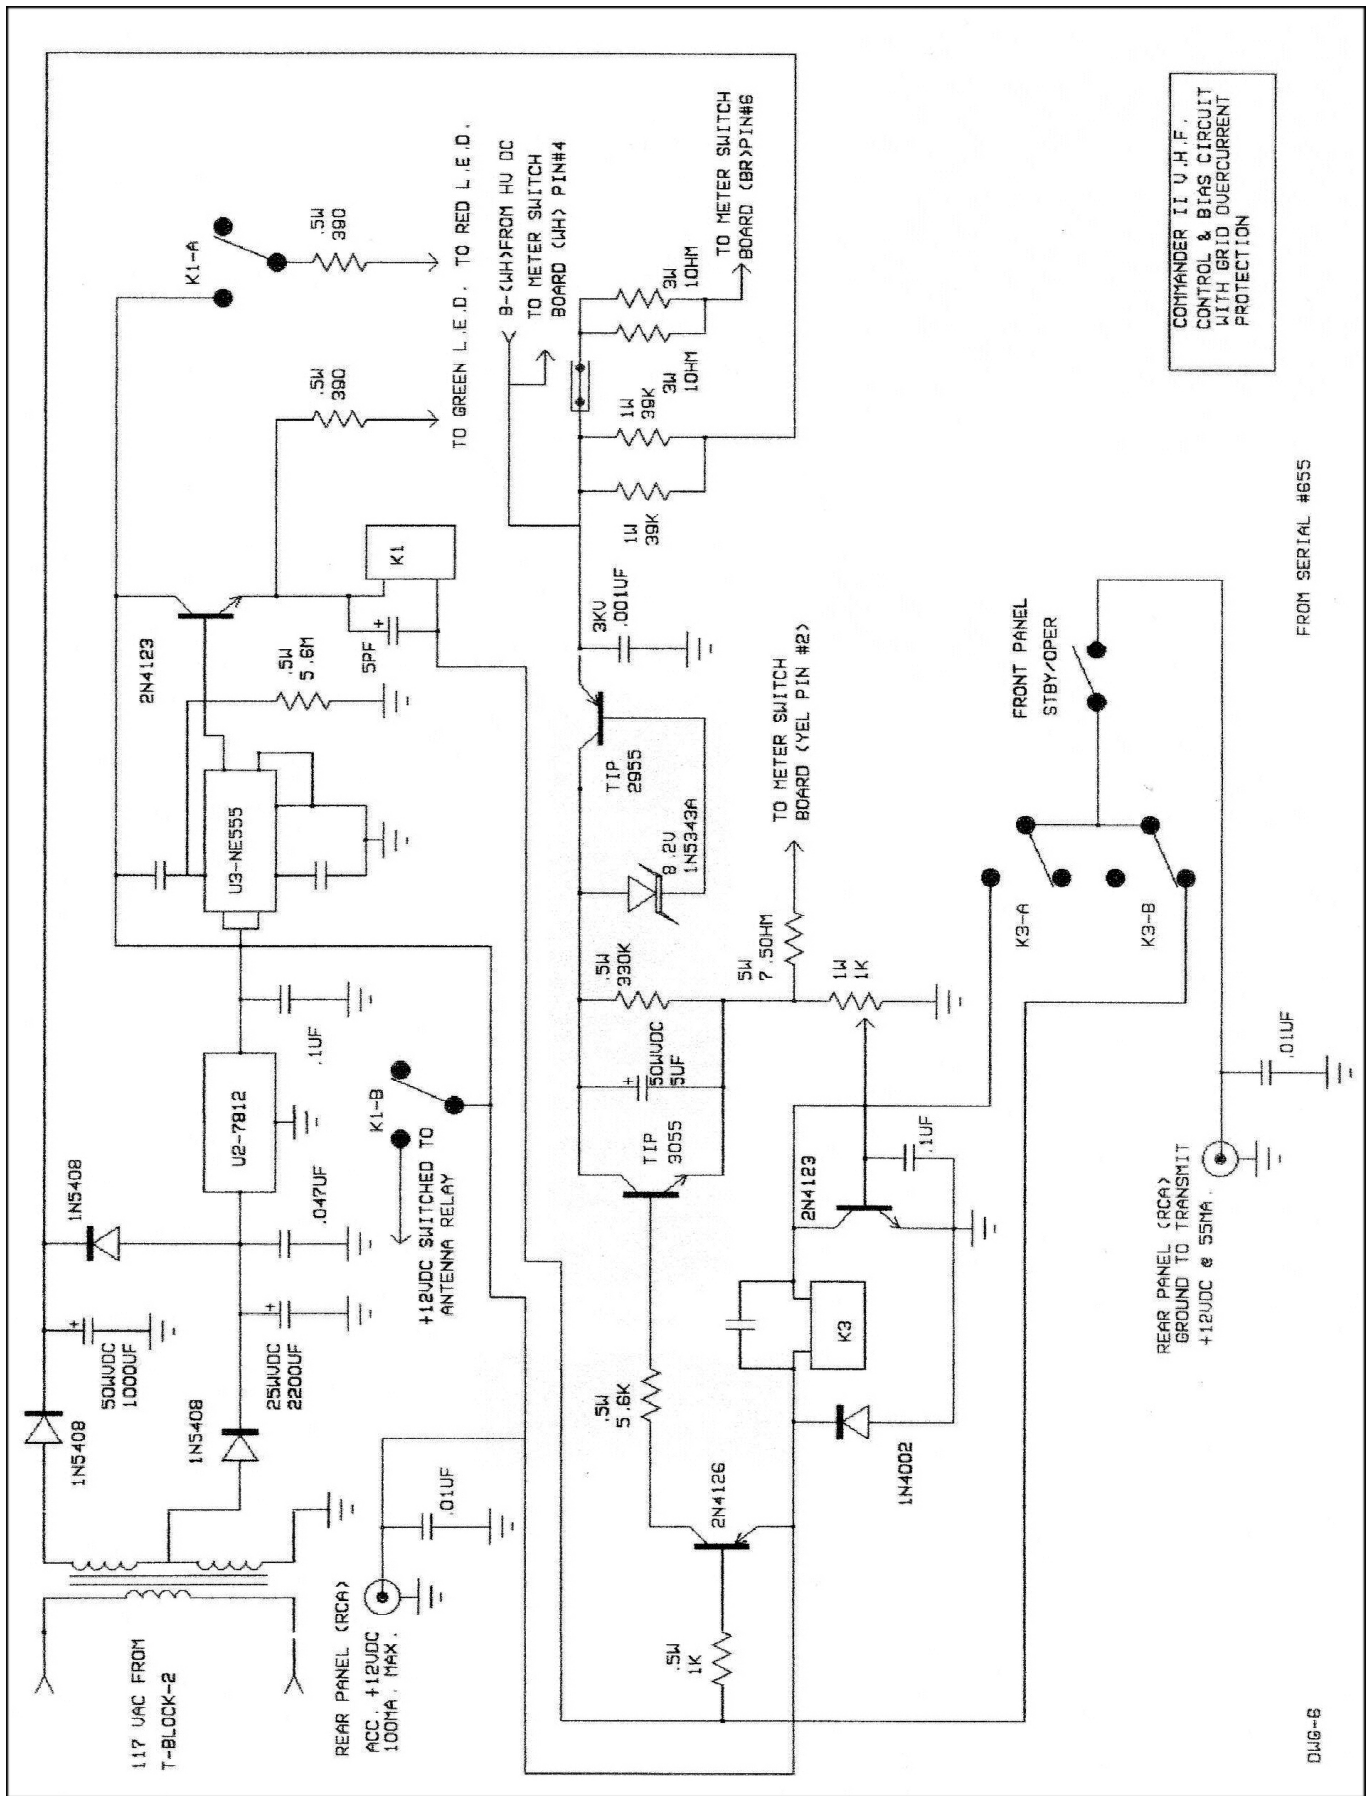 117 VAC FROM
T-BLOCK-2
1N5408
50WVDC
1000UF
1N5408
1N5408
25WVDC
2200UF
U2-7812
.047UF
.1UF
U3-NE555
2N4123
.5W
5.6M
5PF
K1
K1-A
.5W
390
.5W
390
TO GREEN L.E.D.
TO RED L.E.D.
REAR PANEL (RCA)
ACC. +12VDC
100MA. MAX.
.01UF
K1-B
+12VDC SWITCHED TO
ANTENNA RELAY
B-(WH)FROM HV DC
TO METER SWITCH
BOARD (WH) PIN#4
1W
39K
1W
39K
3W
1OHM
3W
1OHM
TO METER SWITCH
BOARD (BR)PIN#6
3KV
.001UF
TIP
2955
8.2V
1N5343A
.5W
330K
50WVDC
5UF
TIP
3055
.5W
5.6K
2N4126
.5W
1K
5W
7.5OHM
TO METER SWITCH
BOARD (YEL PIN #2)
1W
1K
2N4123
.1UF
K3
1N4002
K3-A
K3-B
FRONT PANEL
STBY/OPER
REAR PANEL (RCA)
GROUND TO TRANSMIT
+12VDC @ 55MA.
.01UF
COMMANDER II V.H.F.
CONTROL & BIAS CIRCUIT
WITH GRID OVERCURRENT
PROTECTION
FROM SERIAL #655
DWG-6